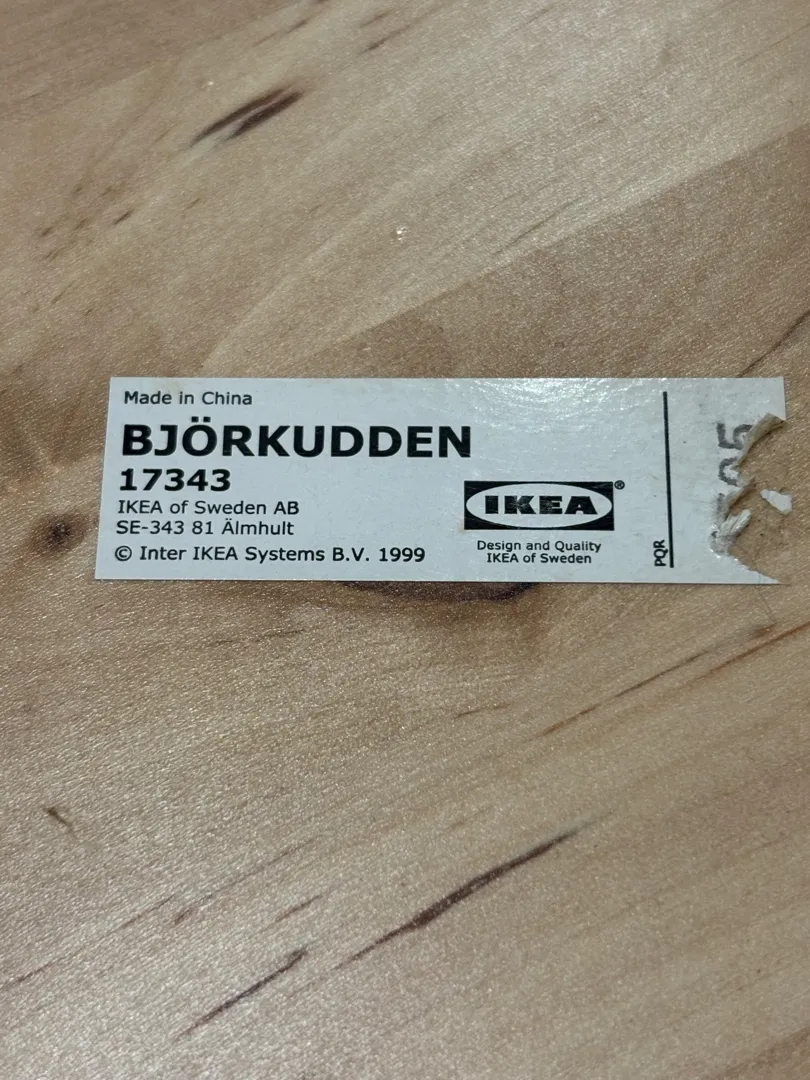 Made in China
BJÖRKUDDEN
17343
IKEA of Sweden AB
SE-343 81 Älmhult
© Inter IKEA Systems B.V. 1999
IKEA®
Design and Quality
IKEA of Sweden
PQR